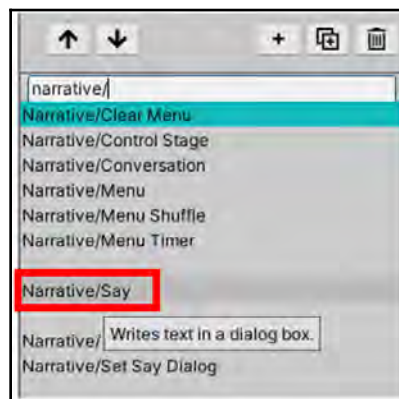 narrative/
Narrative/Clear Menu
Narrative/Control Stage
Narrative/Conversation
Narrative/Menu
Narrative/Menu Shuffle
Narrative/Menu Timer
Narrative/Say
Narrative/
Writes text in a dialog box.
Narrative/Set Say Dialog